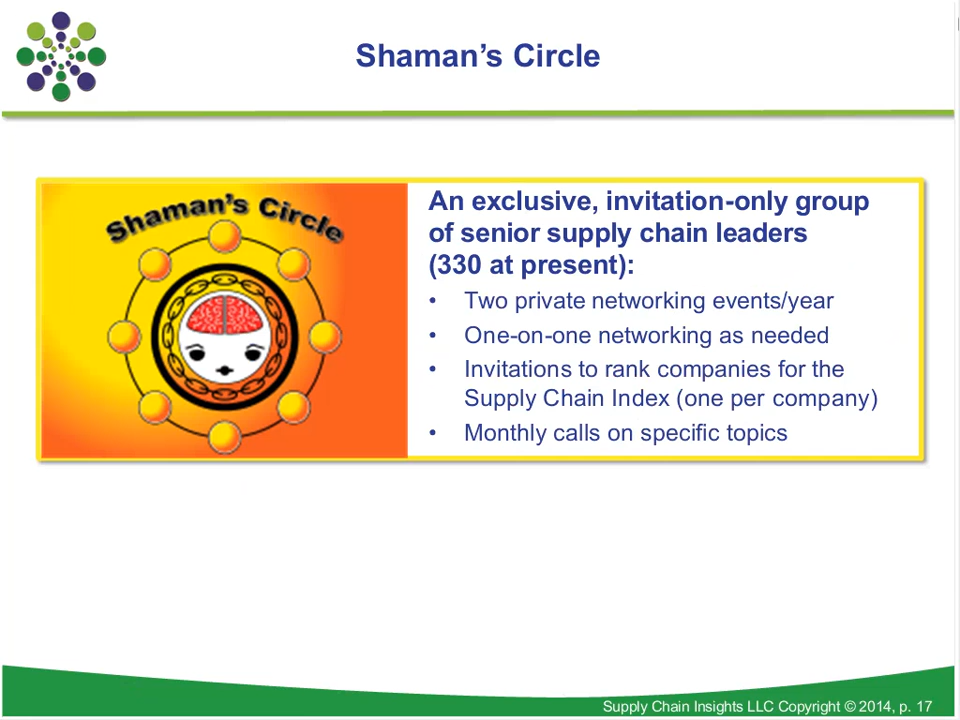 Shaman’s Circle
Shaman's Circle
An exclusive, invitation-only group
of senior supply chain leaders
(330 at present):
• Two private networking events/year
• One-on-one networking as needed
• Invitations to rank companies for the
Supply Chain Index (one per company)
• Monthly calls on specific topics
Supply Chain Insights LLC Copyright © 2014, p. 17